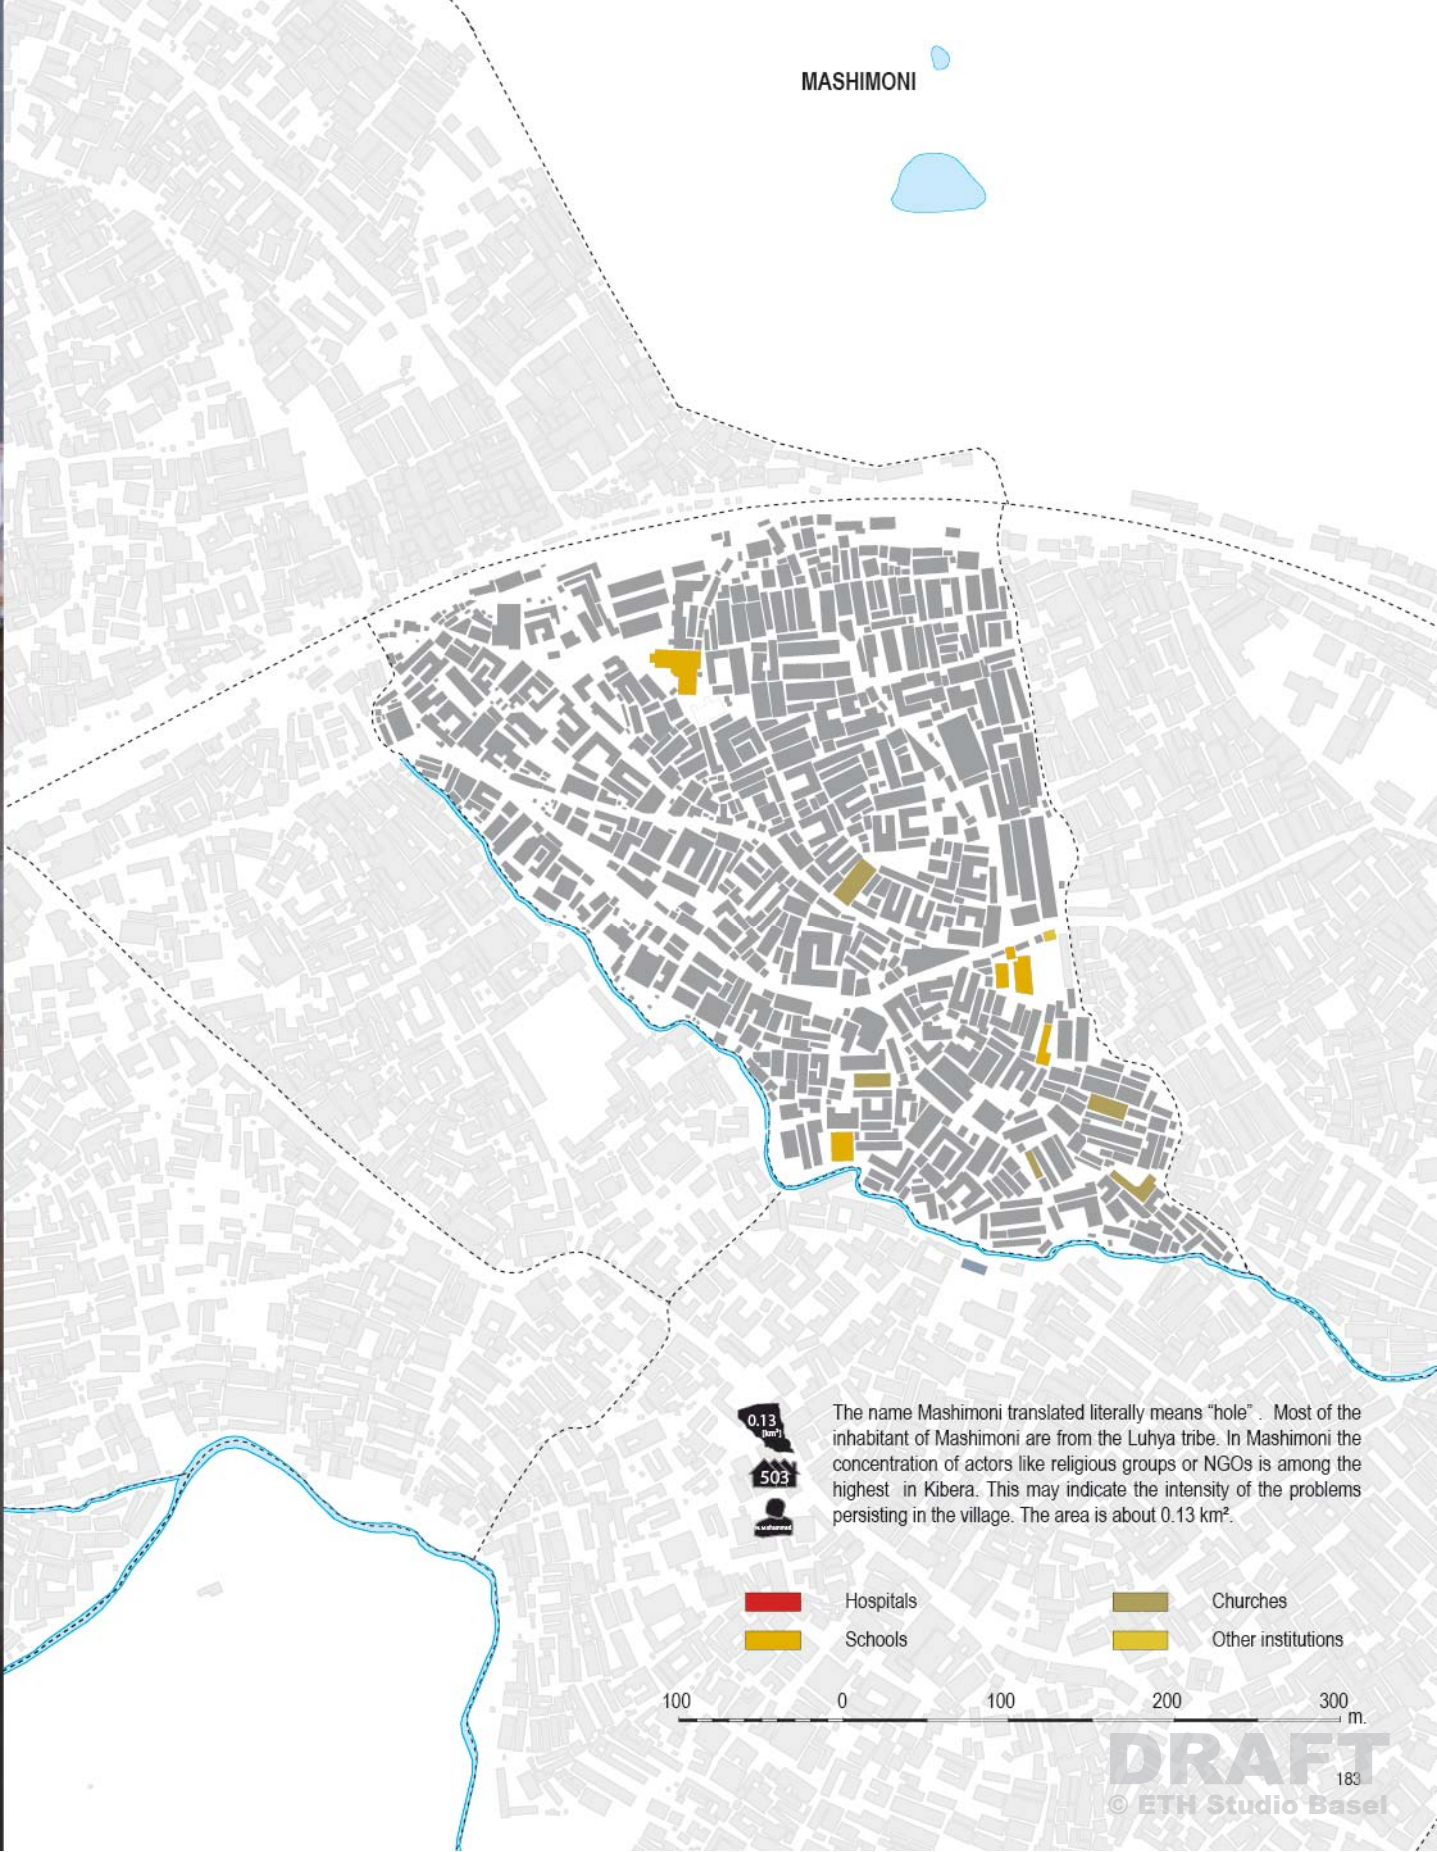 MASHIMONI
0.13
[km²]
503
The name Mashimoni translated literally means “hole” . Most of the
inhabitant of Mashimoni are from the Luhya tribe. In Mashimoni the
concentration of actors like religious groups or NGOs is among the
highest in Kibera. This may indicate the intensity of the problems
persisting in the village. The area is about 0.13 km².
Hospitals
Churches
Schools
Other institutions
100 0 100 200 300
m.
DRAFT
183
© ETH Studio Basel